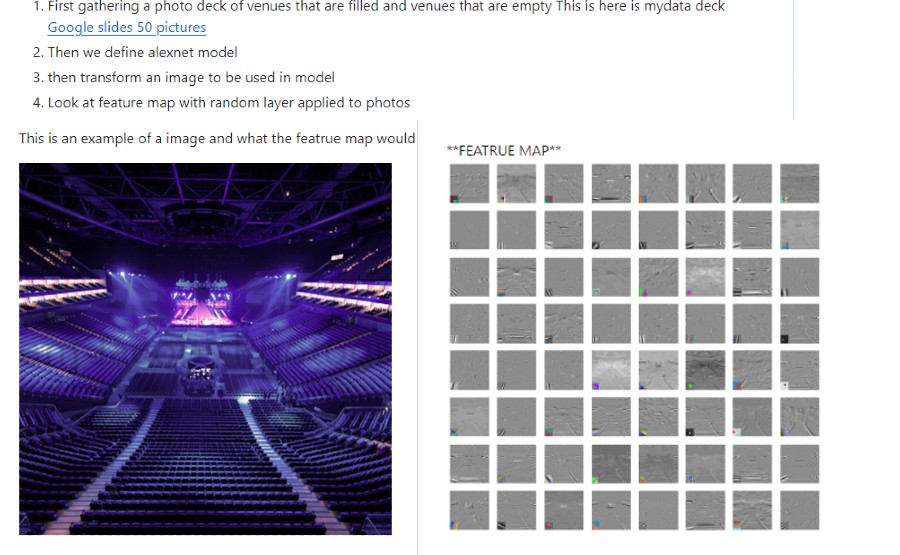 1. First gathering a photo deck of venues that are filled and venues that are empty This is here is mydata deck
Google slides 50 pictures
2. Then we define alexnet model
3. then transform an image to be used in model
4. Look at feature map with random layer applied to photos
This is an example of a image and what the featrue map would
**FEATRUE MAP**